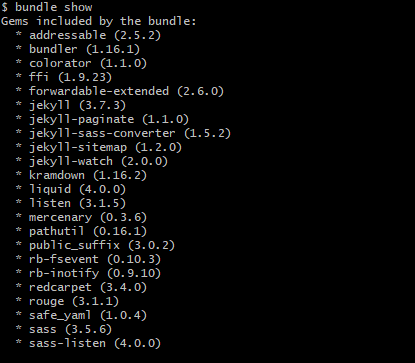 $ bundle show
Gems included by the bundle:
  * addressable (2.5.2)
  * bundler (1.16.1)
  * colorator (1.1.0)
  * ffi (1.9.23)
  * forwardable-extended (2.6.0)
  * jekyll (3.7.3)
  * jekyll-paginate (1.1.0)
  * jekyll-sass-converter (1.5.2)
  * jekyll-sitemap (1.2.0)
  * jekyll-watch (2.0.0)
  * kramdown (1.16.2)
  * liquid (4.0.0)
  * listen (3.1.5)
  * mercenary (0.3.6)
  * pathutil (0.16.1)
  * public_suffix (3.0.2)
  * rb-fsevent (0.10.3)
  * rb-inotify (0.9.10)
  * redcarpet (3.4.0)
  * rouge (3.1.1)
  * safe_yaml (1.0.4)
  * sass (3.5.6)
  * sass-listen (4.0.0)